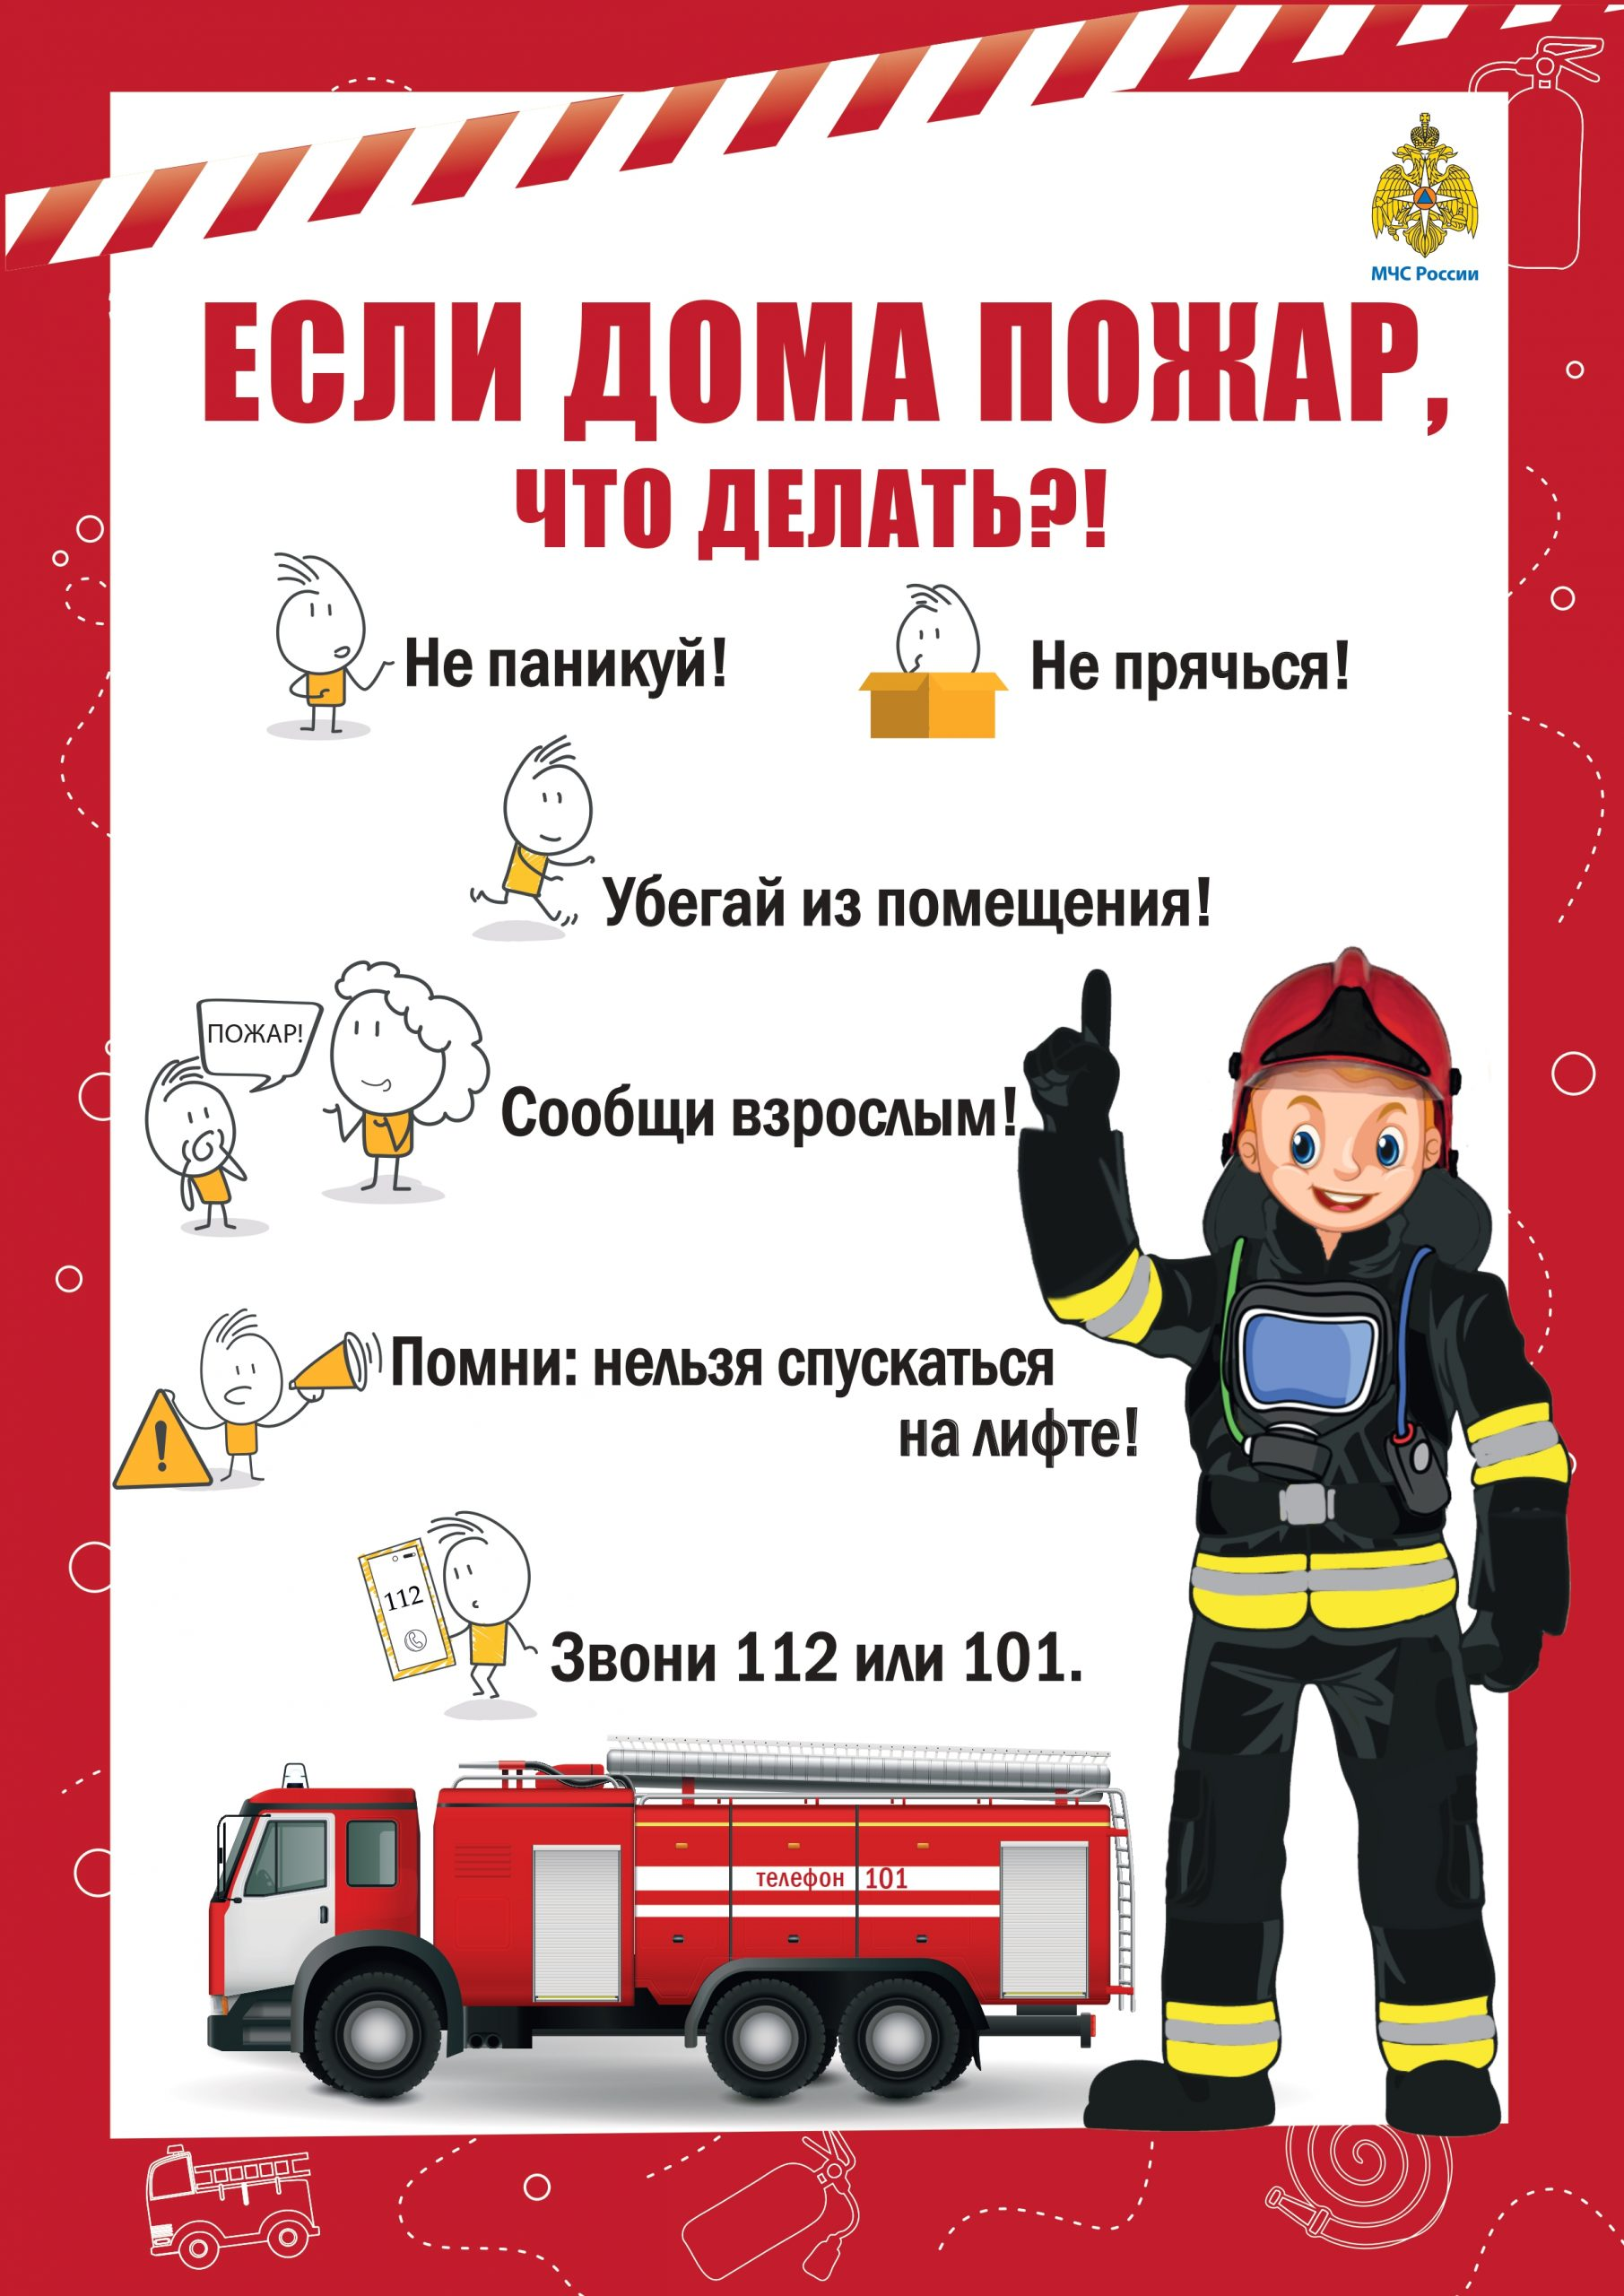 МЧС России
ЕСЛИ ДОМА ПОЖАР,
ЧТО ДЕЛАТЬ?!
Не паникуй!
Не прячься!
Убегай из помещения!
ПОЖАР!
Сообщи взрослым!
Помни: нельзя спускаться
на лифте!
112
Звони 112 или 101.
телефон 101